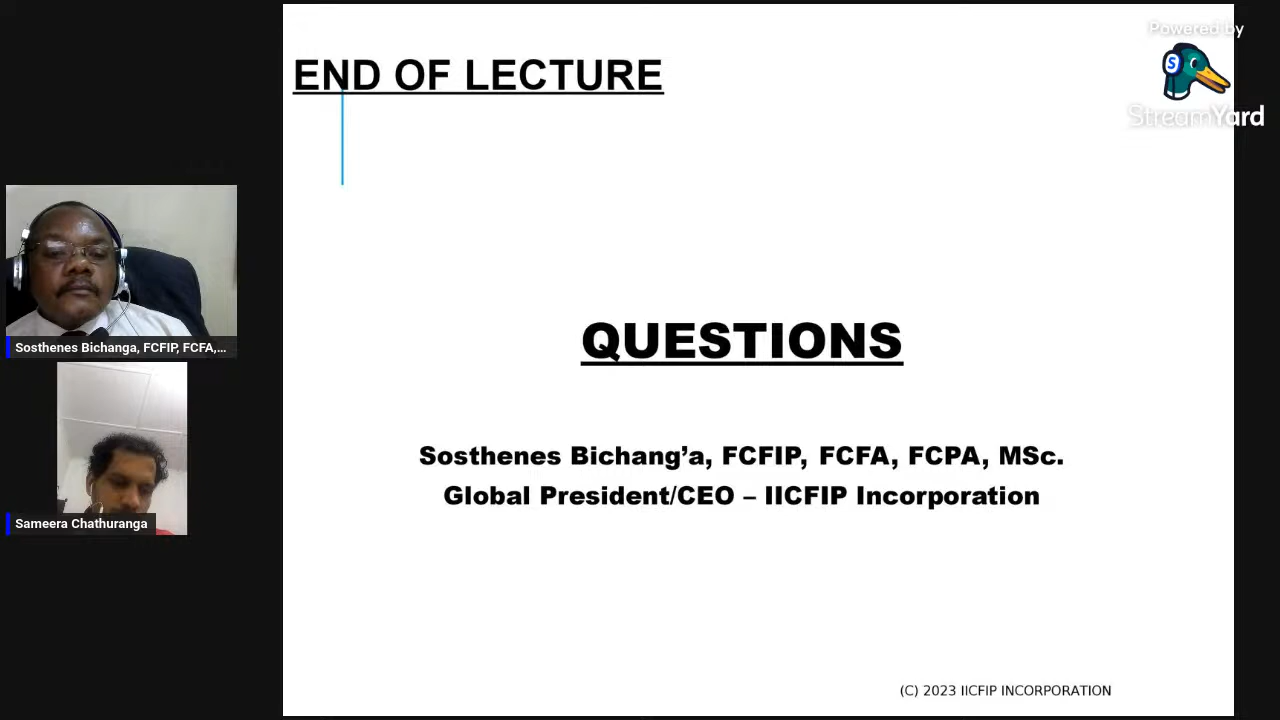 END OF LECTURE
Powered by
S
StreamYard
Sosthenes Bichanga, FCFIP, FCFA,...
Sameera Chathuranga
QUESTIONS
Sosthenes Bichang’a, FCFIP, FCFA, FCPA, MSc.
Global President/CEO – IICFIP Incorporation
(C) 2023 IICFIP INCORPORATION